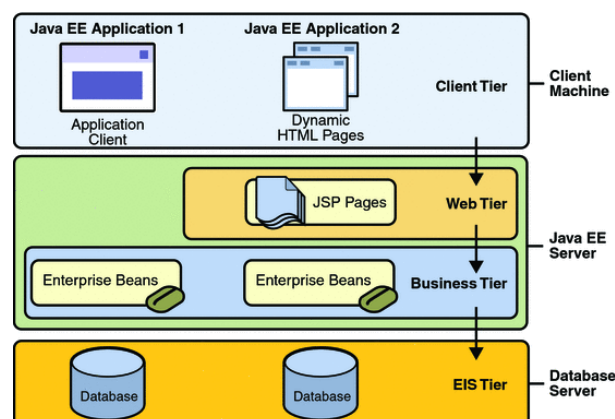 Java EE Application 1
Java EE Application 2
Client Tier
Client
Machine
Application
Client
Dynamic
HTML Pages
JSP Pages
Web Tier
Java EE
Server
Enterprise Beans
Enterprise Beans
Business Tier
Database
Database
EIS Tier
Database
Server